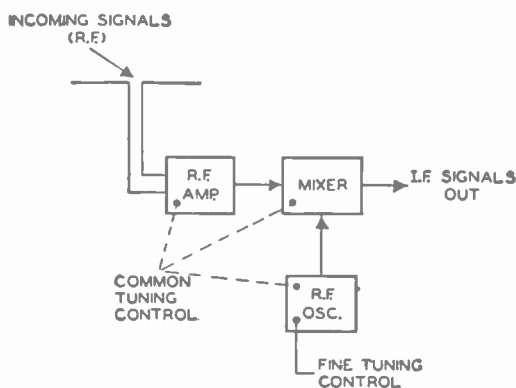 INCOMING SIGNALS
(R.F.)
R.F.
AMP.
MIXER
I.F. SIGNALS
OUT
COMMON
TUNING
CONTROL.
R.F.
OSC.
FINE TUNING
CONTROL